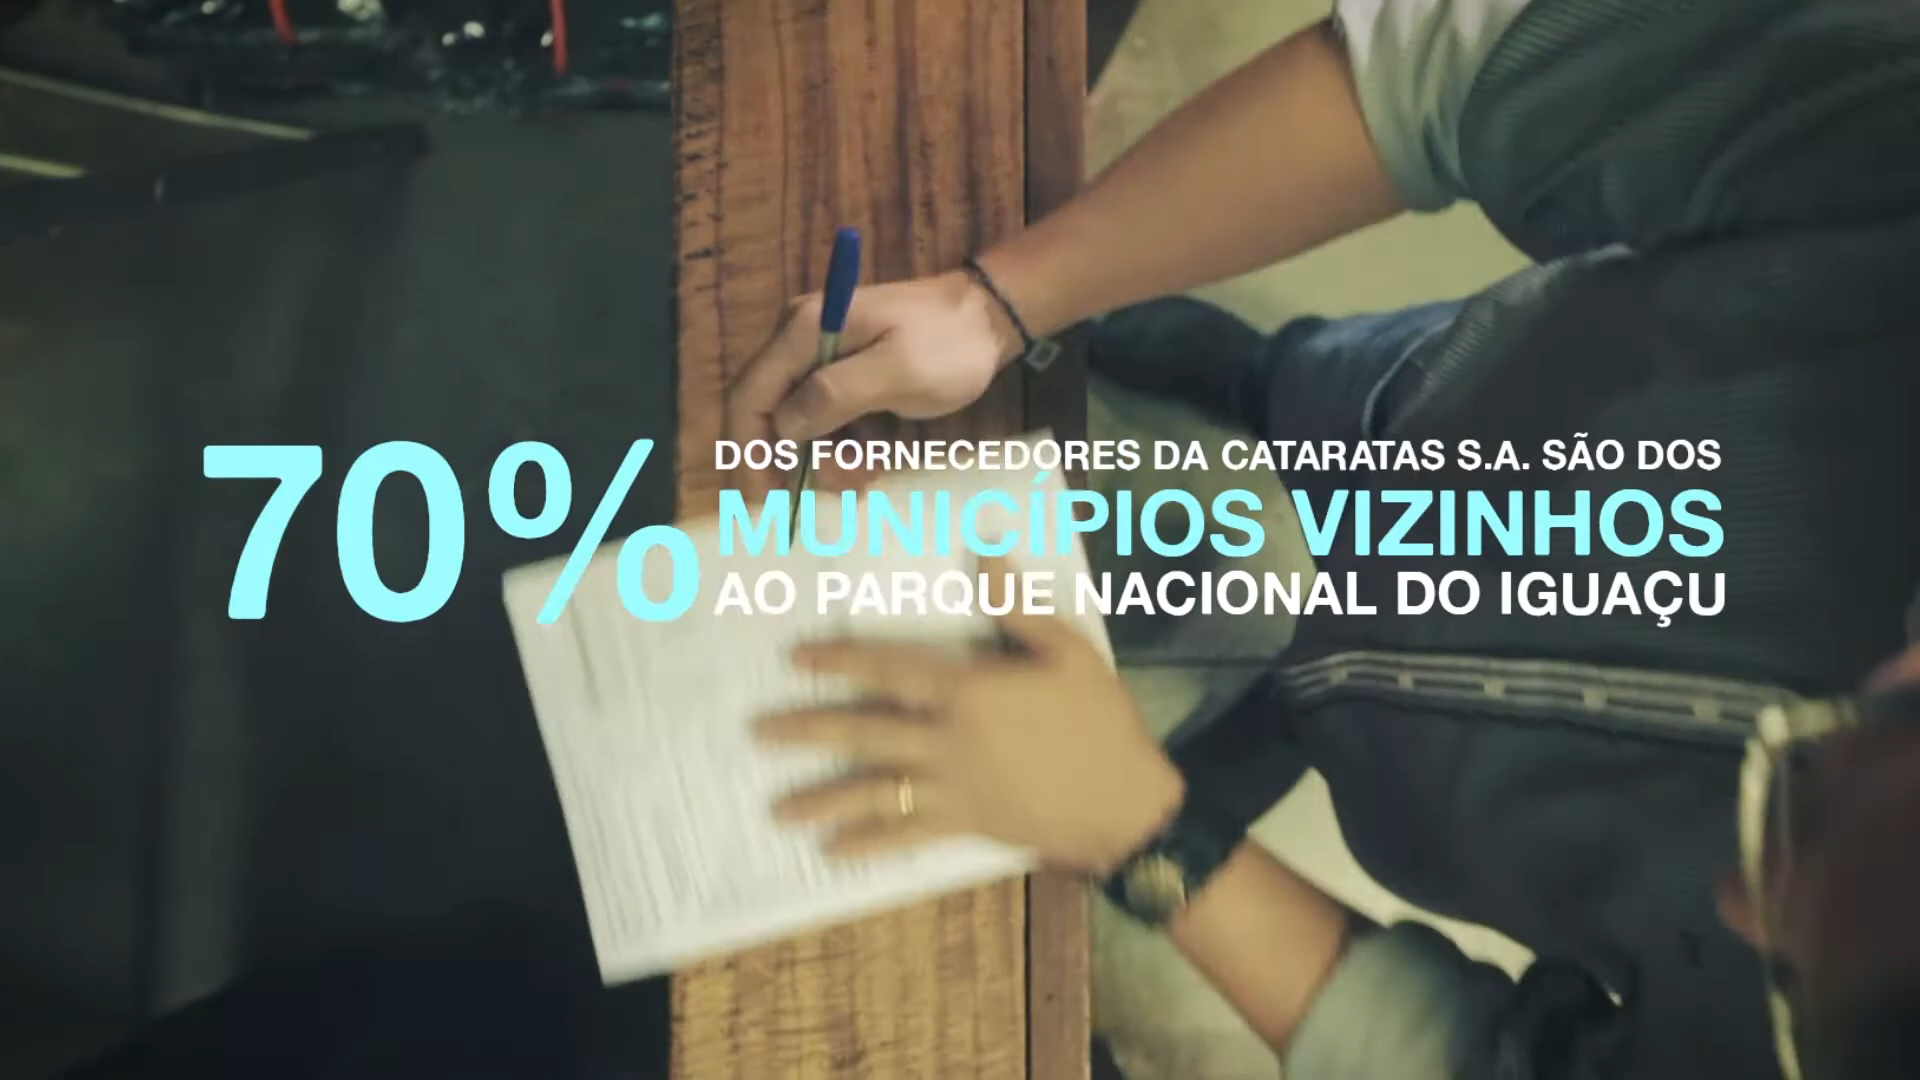 70%
DOS FORNECEDORES DA CATARATAS S.A. SÃO DOS
MUNICÍPIOS VIZINHOS
AO PARQUE NACIONAL DO IGUAÇU